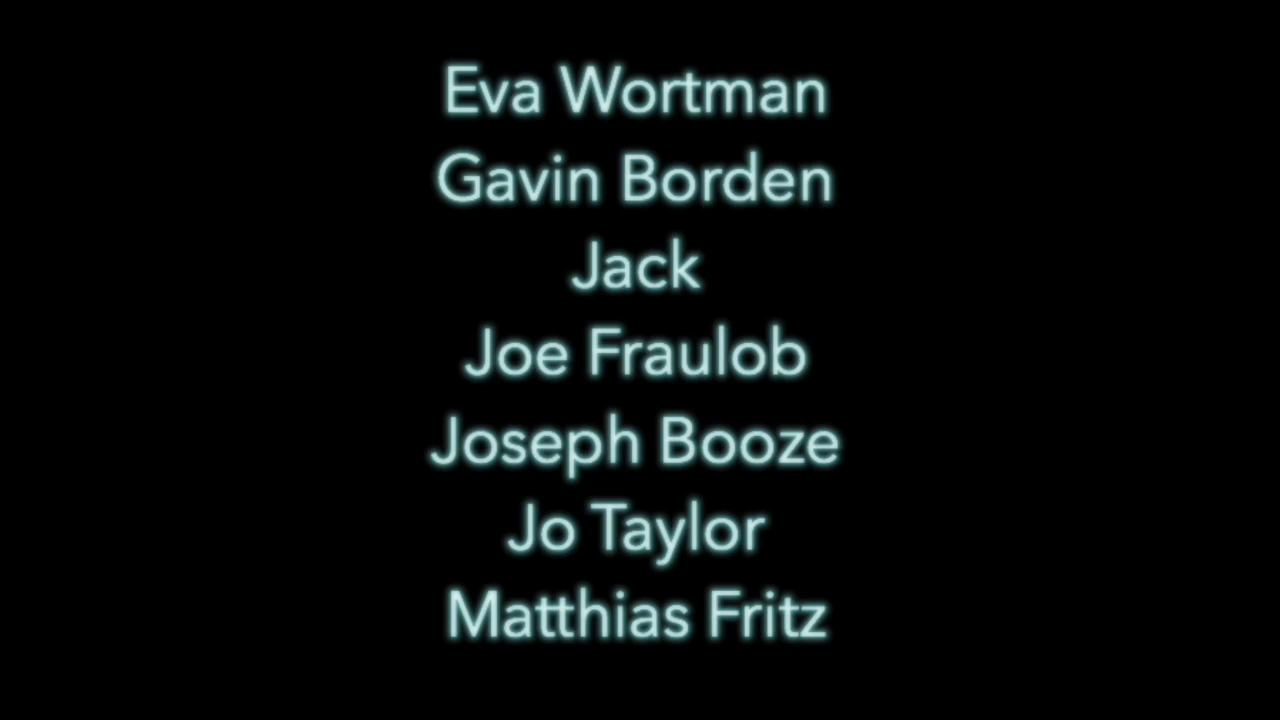 Eva Wortman
Gavin Borden
Jack
Joe Fraulob
Joseph Booze
Jo Taylor
Matthias Fritz